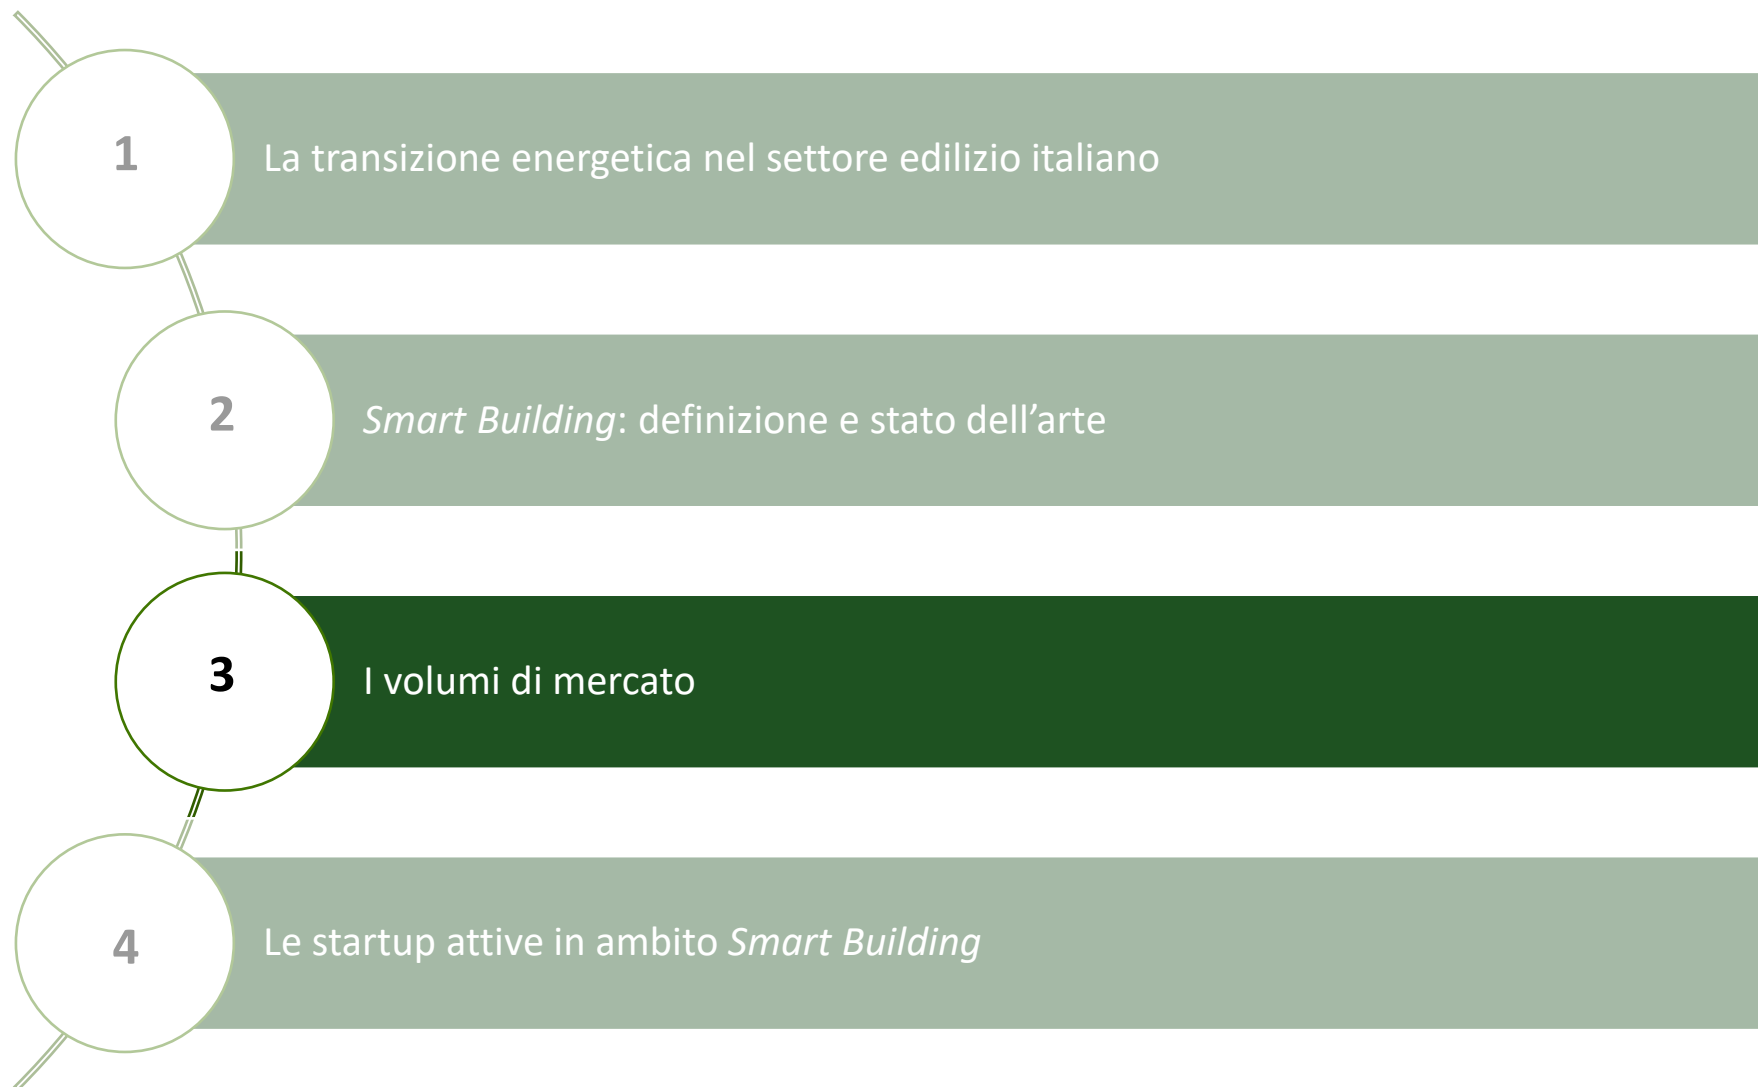 1
La transizione energetica nel settore edilizio italiano
2
Smart Building: definizione e stato dell’arte
3
I volumi di mercato
4
Le startup attive in ambito Smart Building